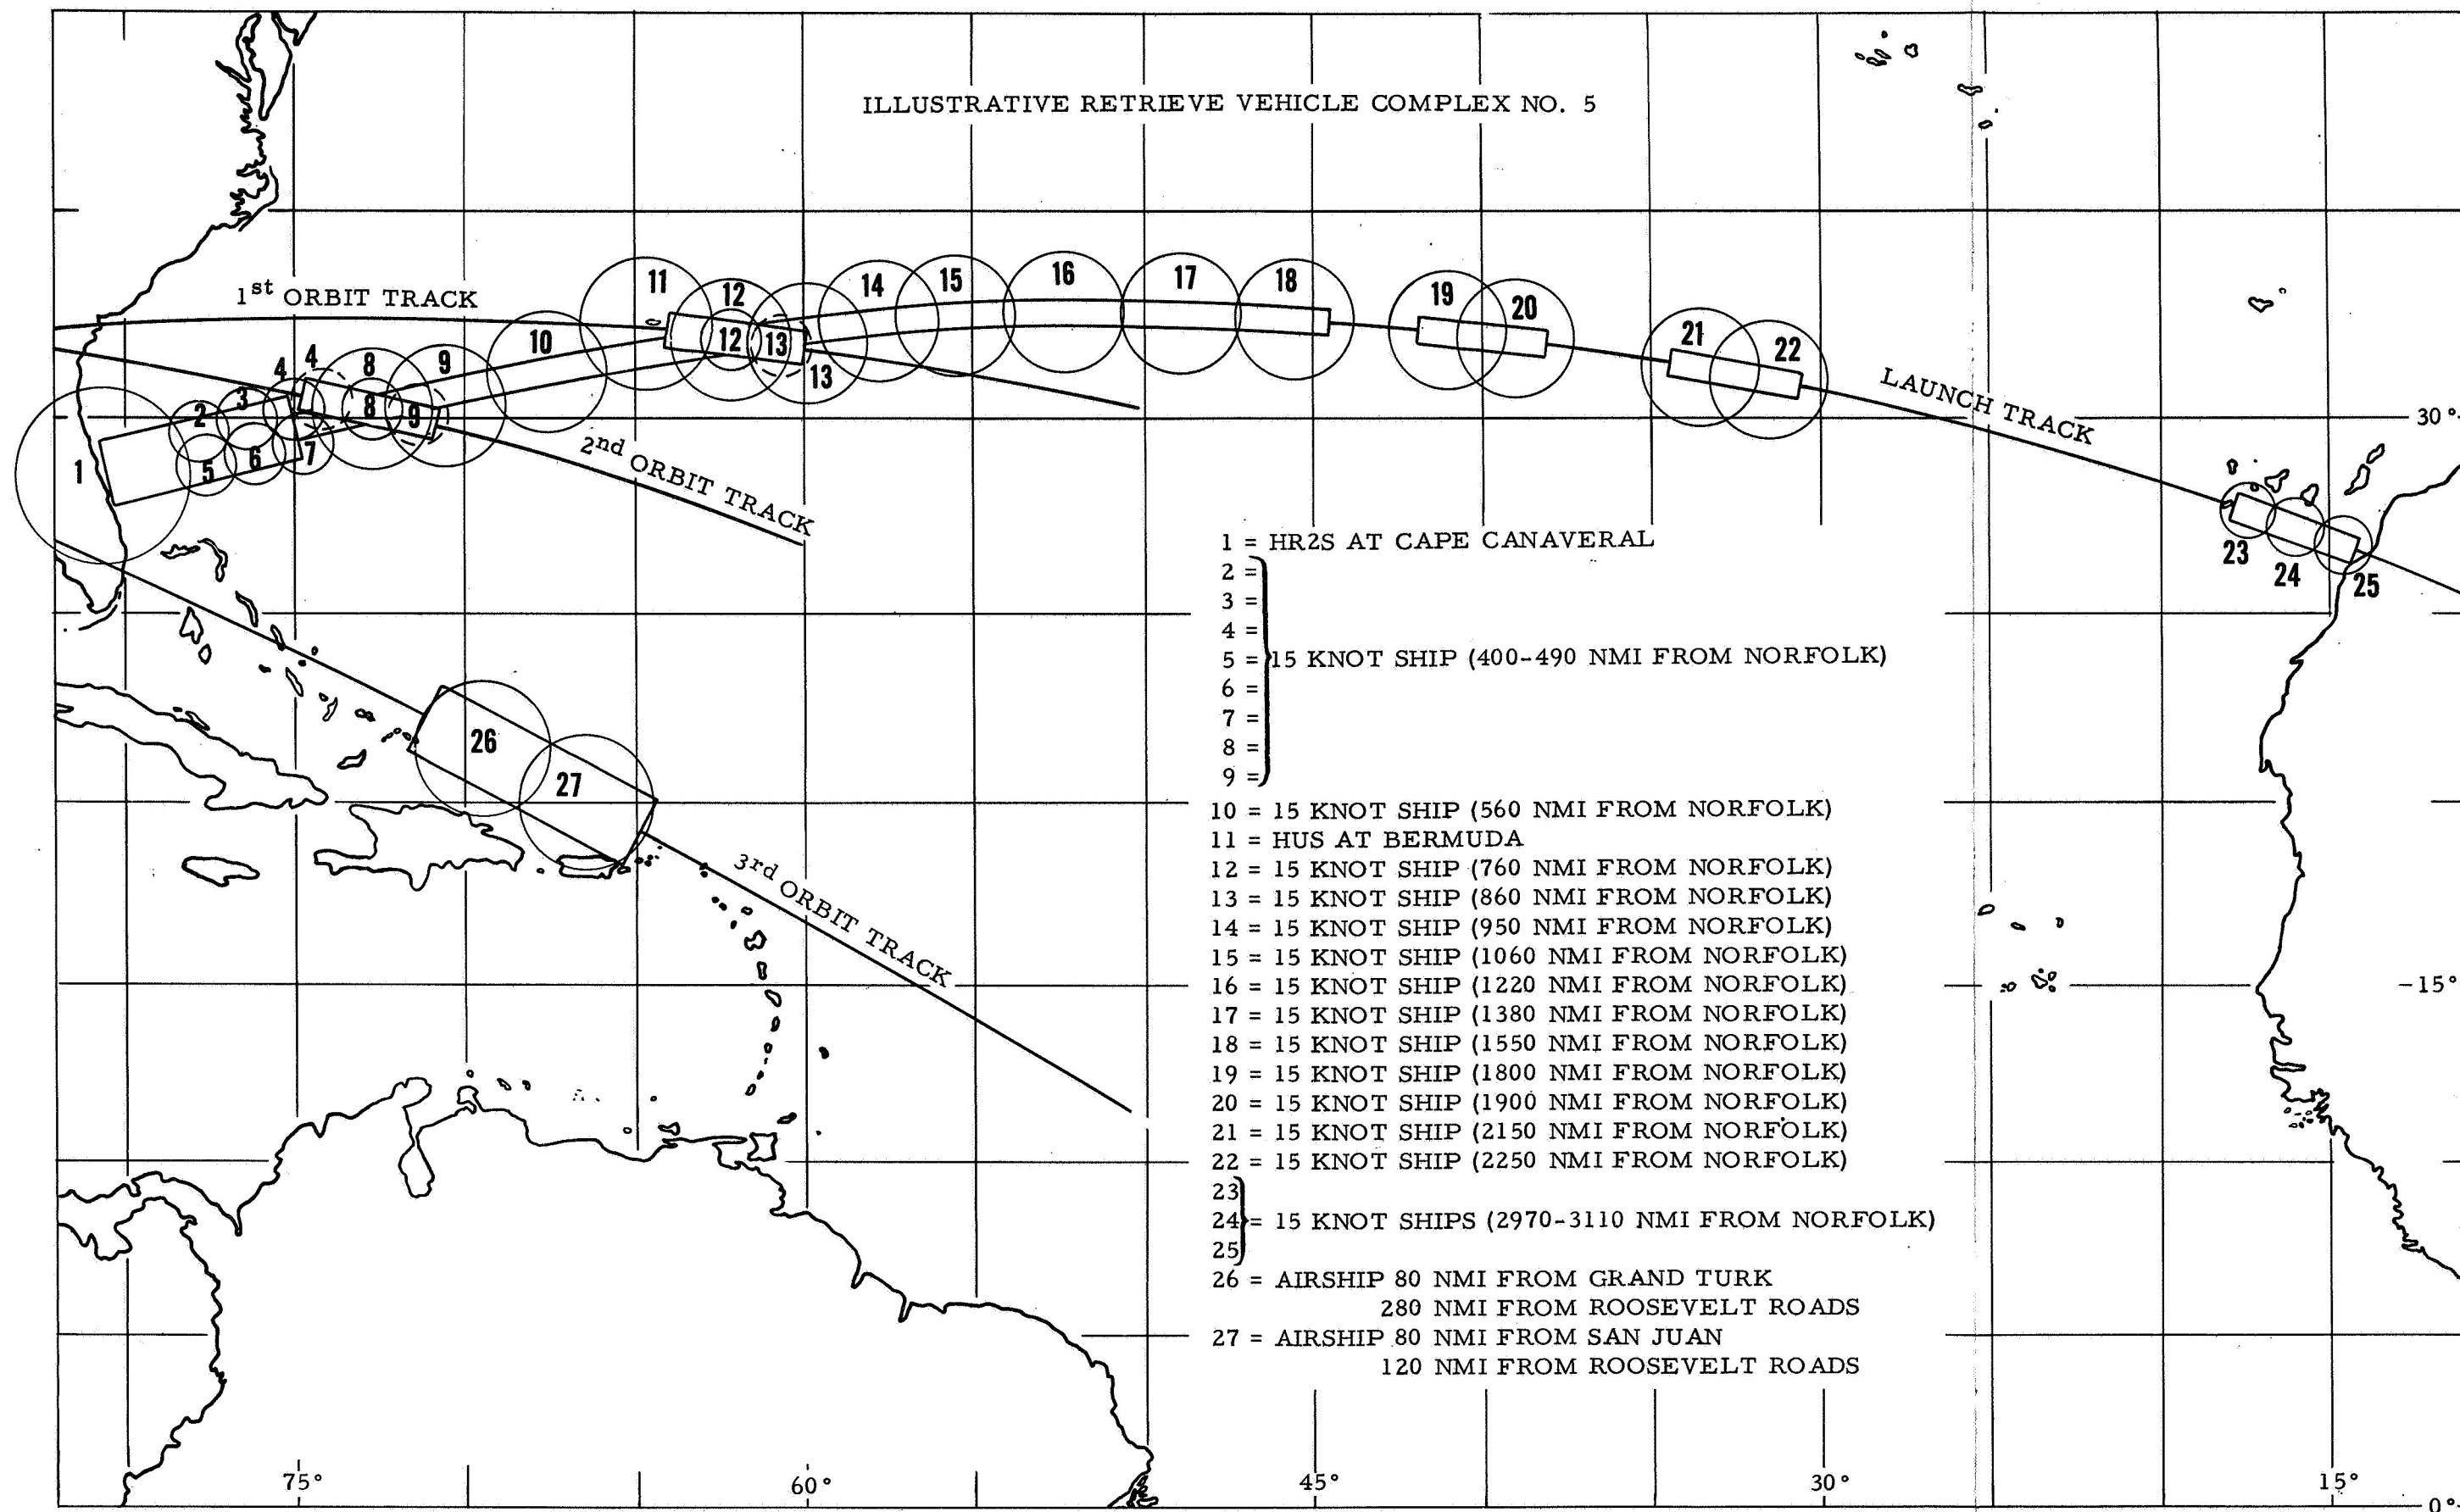 ILLUSTRATIVE RETRIEVE VEHICLE COMPLEX NO. 5
1st ORBIT TRACK
2nd ORBIT TRACK
3rd ORBIT TRACK
LAUNCH TRACK
1
2
3
4
4
5
6
7
8
8
9
9
10
11
12
12
13
13
14
15
16
17
18
19
20
21
22
23
24
25
26
27
30°
-15°
0°
75°
60°
45°
30°
15°
1 = HR2S AT CAPE CANAVERAL
2 =
3 =
4 =
5 = 15 KNOT SHIP (400-490 NMI FROM NORFOLK)
6 =
7 =
8 =
9 =
10 = 15 KNOT SHIP (560 NMI FROM NORFOLK)
11 = HUS AT BERMUDA
12 = 15 KNOT SHIP (760 NMI FROM NORFOLK)
13 = 15 KNOT SHIP (860 NMI FROM NORFOLK)
14 = 15 KNOT SHIP (950 NMI FROM NORFOLK)
15 = 15 KNOT SHIP (1060 NMI FROM NORFOLK)
16 = 15 KNOT SHIP (1220 NMI FROM NORFOLK)
17 = 15 KNOT SHIP (1380 NMI FROM NORFOLK)
18 = 15 KNOT SHIP (1550 NMI FROM NORFOLK)
19 = 15 KNOT SHIP (1800 NMI FROM NORFOLK)
20 = 15 KNOT SHIP (1900 NMI FROM NORFOLK)
21 = 15 KNOT SHIP (2150 NMI FROM NORFOLK)
22 = 15 KNOT SHIP (2250 NMI FROM NORFOLK)
23
24 = 15 KNOT SHIPS (2970-3110 NMI FROM NORFOLK)
25
26 = AIRSHIP 80 NMI FROM GRAND TURK
280 NMI FROM ROOSEVELT ROADS
27 = AIRSHIP 80 NMI FROM SAN JUAN
120 NMI FROM ROOSEVELT ROADS